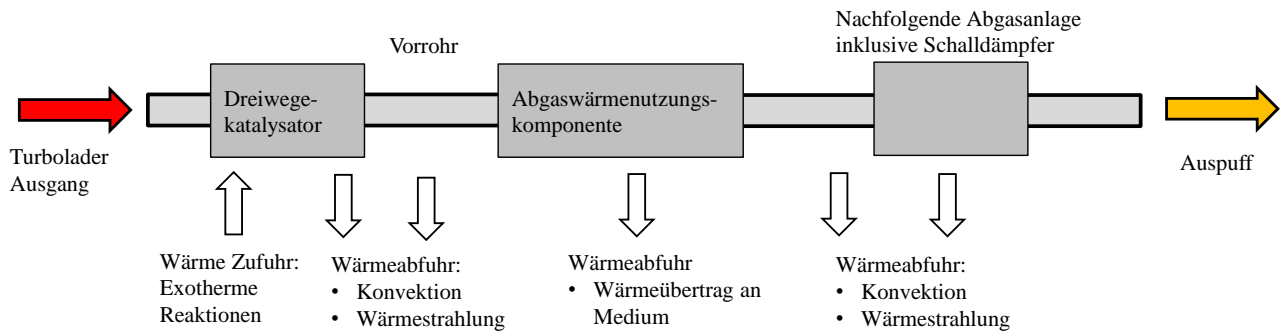 Nachfolgende Abgasanlage
inklusive Schalldämpfer
Vorrohr
Dreiwege-
katalysator
Abgaswärmenutzungs-
komponente
Turbolader
Ausgang
Auspuff
Wärme Zufuhr:
Exotherme
Reaktionen
Wärmeabfuhr:
• Konvektion
• Wärmestrahlung
Wärmeabfuhr
• Wärmeübertrag an
Medium
Wärmeabfuhr:
• Konvektion
• Wärmestrahlung